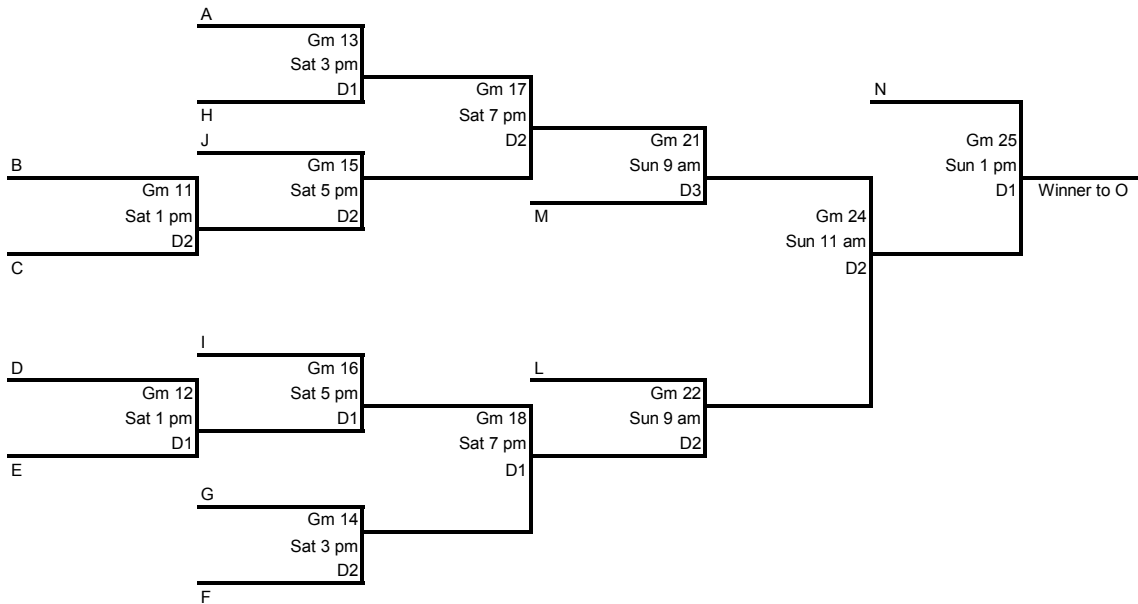 A
Gm 13
Sat 3 pm
D1
H
J
Gm 15
Sat 5 pm
D2
B
Gm 11
Sat 1 pm
D2
C
Gm 17
Sat 7 pm
D2
Gm 21
Sun 9 am
D3
M
N
Gm 25
Sun 1 pm
D1
Winner to O
Gm 24
Sun 11 am
D2
D
Gm 12
Sat 1 pm
D1
E
I
Gm 16
Sat 5 pm
D1
Gm 18
Sat 7 pm
D1
L
Gm 22
Sun 9 am
D2
G
Gm 14
Sat 3 pm
D2
F